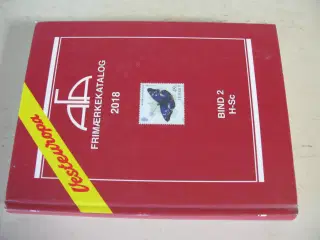 AFA
FRIMÆRKEKATALOG
2018
Vesteuropa
BIND 2
H-Sc